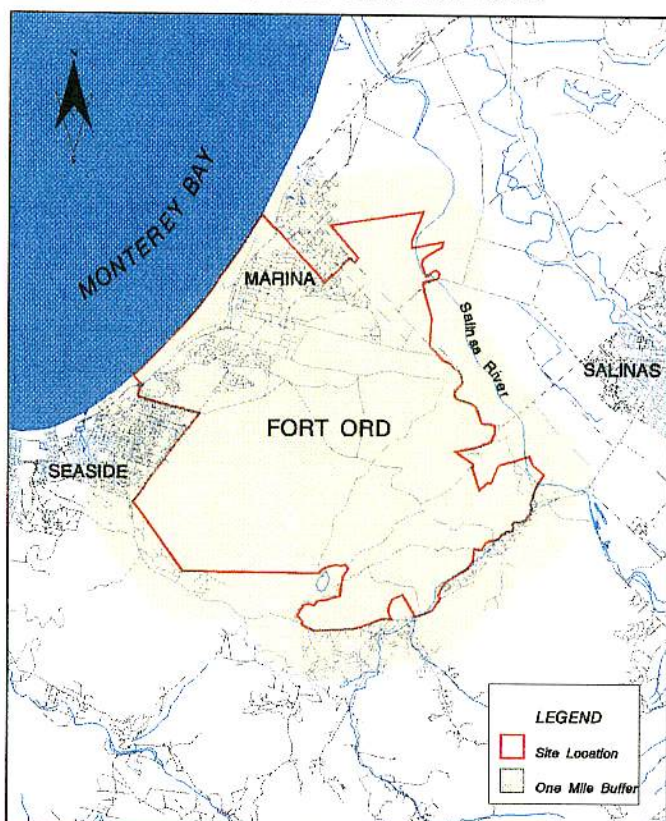 N
MONTEREY BAY
MARINA
Salinas River
SALINAS
FORT ORD
SEASIDE
LEGEND
Site Location
One Mile Buffer